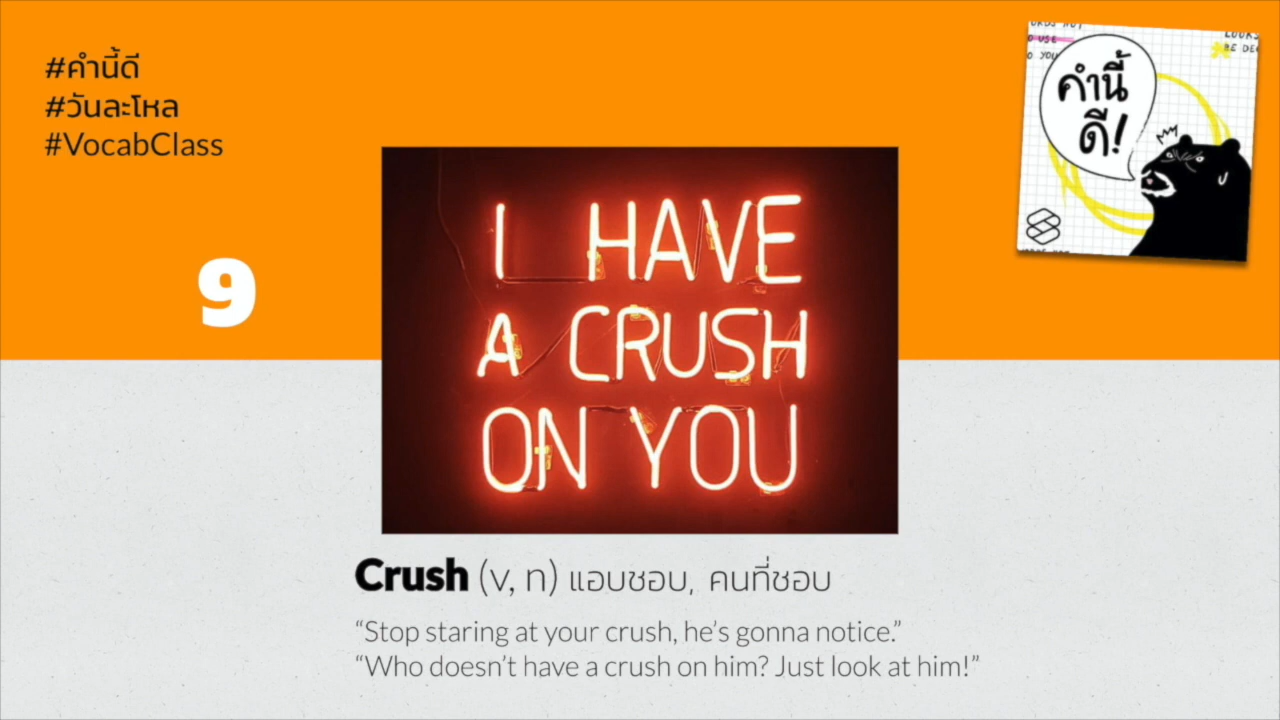 #คำนี้ดี
#วันละโหล
#VocabClass
9
I HAVE
A CRUSH
ON YOU
คำนี้
ดี!
Crush (v, n) แอบชอบ, คนที่ชอบ
“Stop staring at your crush, he’s gonna notice.”
“Who doesn’t have a crush on him? Just look at him!”